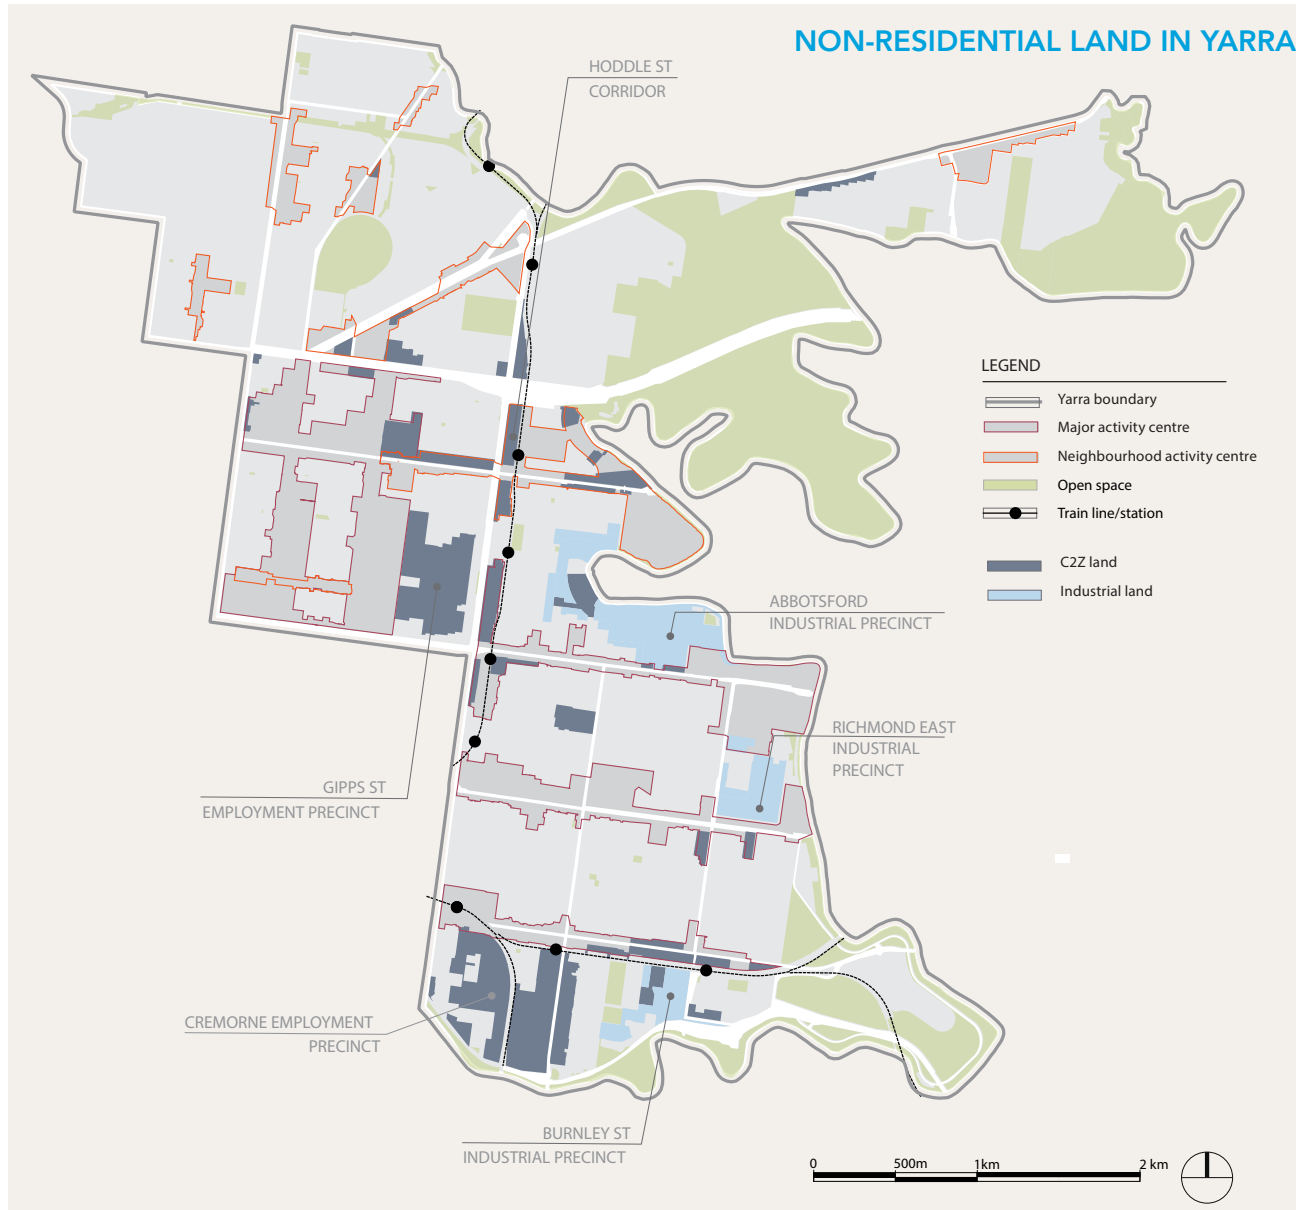 NON-RESIDENTIAL LAND IN YARRA
HODDLE ST
CORRIDOR
LEGEND
Yarra boundary
Major activity centre
Neighbourhood activity centre
Open space
Train line/station
C2Z land
Industrial land
ABBOTSFORD
INDUSTRIAL PRECINCT
RICHMOND EAST
INDUSTRIAL
PRECINCT
GIPPS ST
EMPLOYMENT PRECINCT
CREMORNE EMPLOYMENT
PRECINCT
BURNLEY ST
INDUSTRIAL PRECINCT
0 500m 1km 2 km